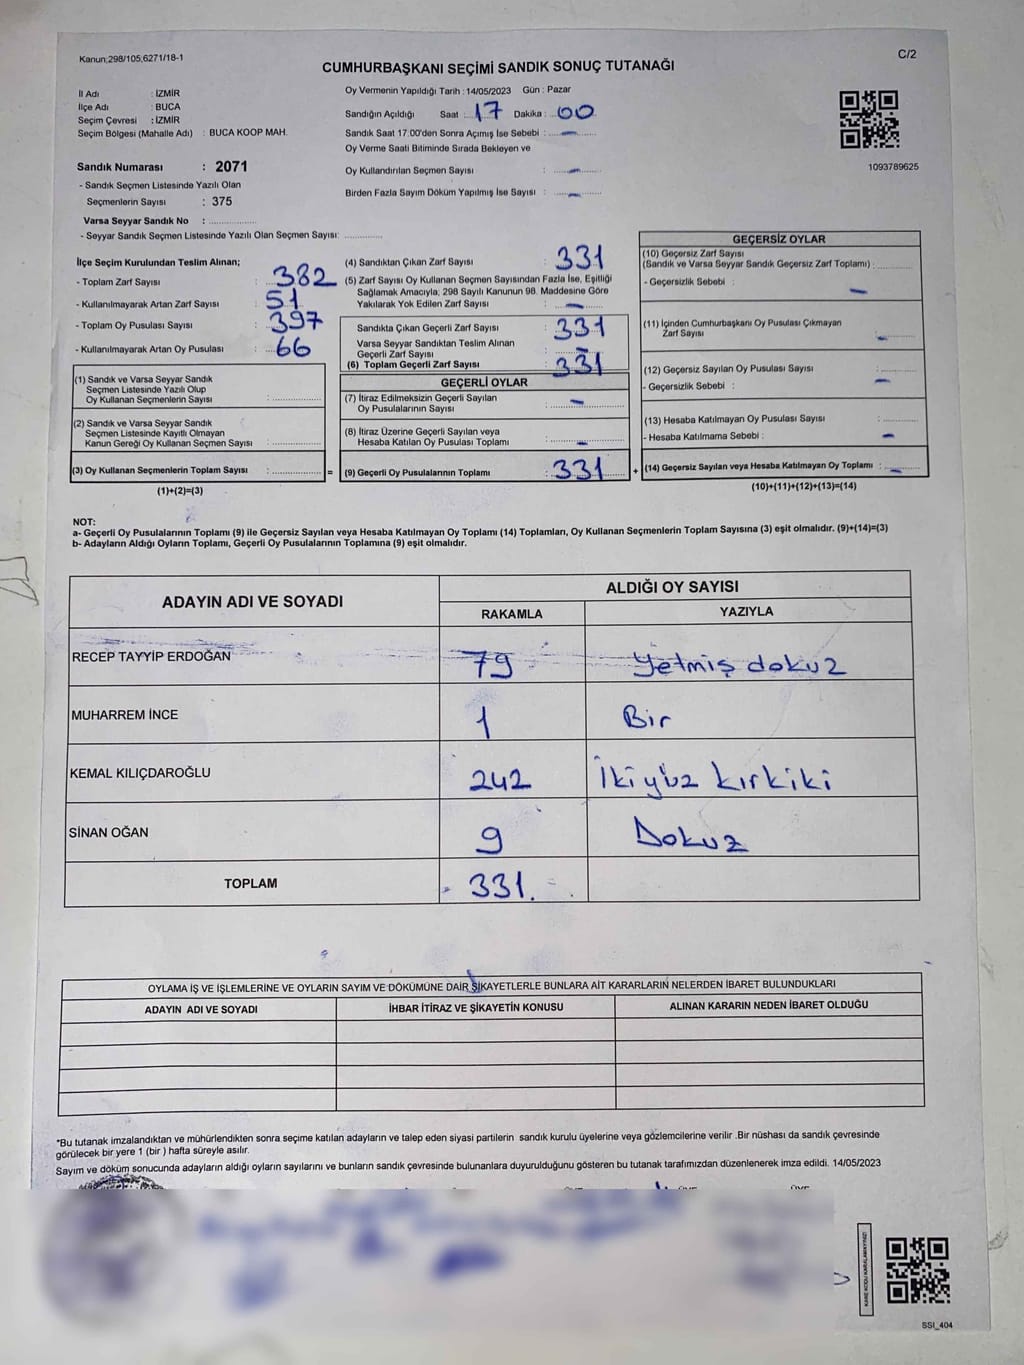 Kanun;298/105;6271/18-1
C/2
CUMHURBAŞKANI SEÇİMİ SANDIK SONUÇ TUTANAĞI
İl Adı : İZMİR
İlçe Adı : BUCA
Seçim Çevresi : İZMİR
Seçim Bölgesi (Mahalle Adı) : BUCA KOOP MAH.
Oy Vermenin Yapıldığı Tarih : 14/05/2023 Gün : Pazar
Sandığın Açıldığı Saat : 17 Dakika : 00
Sandık Saat 17.00'den Sonra Açımış İse Sebebi : –
Oy Verme Saati Bitiminde Sırada Bekleyen ve
Oy Kullandırılan Seçmen Sayısı : –
Birden Fazla Sayım Döküm Yapılmış İse Sayısı : –
1093789625
Sandık Numarası : 2071
- Sandık Seçmen Listesinde Yazılı Olan
Seçmenlerin Sayısı : 375
Varsa Seyyar Sandık No : ................
- Seyyar Sandık Seçmen Listesinde Yazılı Olan Seçmen Sayısı: .............
İlçe Seçim Kurulundan Teslim Alınan;
- Toplam Zarf Sayısı : 382
- Kullanılmayarak Artan Zarf Sayısı : 51
- Toplam Oy Pusulası Sayısı : 397
- Kullanılmayarak Artan Oy Pusulası : 66
(4) Sandıktan Çıkan Zarf Sayısı : 331
(5) Zarf Sayısı Oy Kullanan Seçmen Sayısından Fazla İse, Eşitliği
Sağlamak Amacıyla, 298 Sayılı Kanunun 98. Maddesine Göre
Yakılarak Yok Edilen Zarf Sayısı : –
Sandıkta Çıkan Geçerli Zarf Sayısı : 331
Varsa Seyyar Sandıktan Teslim Alınan
Geçerli Zarf Sayısı : –
(6) Toplam Geçerli Zarf Sayısı : 331
(1) Sandık ve Varsa Seyyar Sandık
Seçmen Listesinde Yazılı Olup
Oy Kullanan Seçmenlerin Sayısı : ................
(2) Sandık ve Varsa Seyyar Sandık
Seçmen Listesinde Kayıtlı Olmayan
Kanun Gereği Oy Kullanan Seçmen Sayısı : ................
(3) Oy Kullanan Seçmenlerin Toplam Sayısı : ................ =
(1)+(2)=(3)
GEÇERLİ OYLAR
(7) İtiraz Edilmeksizin Geçerli Sayılan
Oy Pusulalarının Sayısı : –
(8) İtiraz Üzerine Geçerli Sayılan veya
Hesaba Katılan Oy Pusulası Toplamı : –
(9) Geçerli Oy Pusulalarının Toplamı : 331 +
GEÇERSİZ OYLAR
(10) Geçersiz Zarf Sayısı
(Sandık ve Varsa Seyyar Sandık Geçersiz Zarf Toplamı) : ............
- Geçersizlik Sebebi : –
(11) İçinden Cumhurbaşkanı Oy Pusulası Çıkmayan
Zarf Sayısı : –
(12) Geçersiz Sayılan Oy Pusulası Sayısı : ............
- Geçersizlik Sebebi : –
(13) Hesaba Katılmayan Oy Pusulası Sayısı : ............
- Hesaba Katılmama Sebebi : –
(14) Geçersiz Sayılan veya Hesaba Katılmayan Oy Toplamı : –
(10)+(11)+(12)+(13)=(14)
NOT:
a- Geçerli Oy Pusulalarının Toplamı (9) ile Geçersiz Sayılan veya Hesaba Katılmayan Oy Toplamı (14) Toplamları, Oy Kullanan Seçmenlerin Toplam Sayısına (3) eşit olmalıdır. (9)+(14)=(3)
b- Adayların Aldığı Oyların Toplamı, Geçerli Oy Pusulalarının Toplamına (9) eşit olmalıdır.
ADAYIN ADI VE SOYADI
ALDIĞI OY SAYISI
RAKAMLA YAZIYLA
RECEP TAYYİP ERDOĞAN 79 Yetmiş dokuz
MUHARREM İNCE 1 Bir
KEMAL KILIÇDAROĞLU 242 İkiyüz kırkiki
SİNAN OĞAN 9 Dokuz
TOPLAM 331
OYLAMA İŞ VE İŞLEMLERİNE VE OYLARIN SAYIM VE DÖKÜMÜNE DAİR ŞİKAYETLERLE BUNLARA AİT KARARLARIN NELERDEN İBARET BULUNDUKLARI
ADAYIN ADI VE SOYADI İHBAR İTİRAZ VE ŞİKAYETİN KONUSU ALINAN KARARIN NEDEN İBARET OLDUĞU
*Bu tutanak imzalandıktan ve mühürlendikten sonra seçime katılan adayların ve talep eden siyasi partilerin sandık kurulu üyelerine veya gözlemcilerine verilir .Bir nüshası da sandık çevresinde
görülecek bir yere 1 (bir ) hafta süreyle asılır.
Sayım ve döküm sonucunda adayların aldığı oyların sayılarını ve bunların sandık çevresinde bulunanlara duyurulduğunu gösteren bu tutanak tarafımızdan düzenlenerek imza edildi. 14/05/2023
KARE KODU KARALAMAYINIZ!
SSI_404